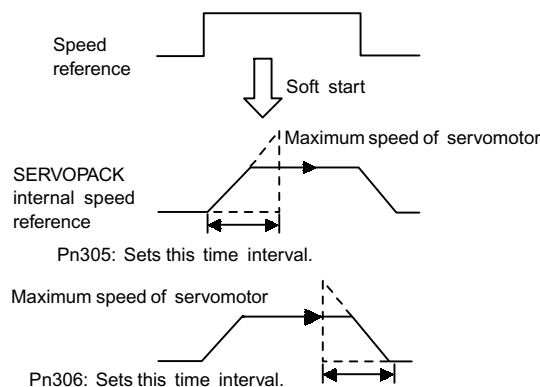 Speed
reference
Soft start
Maximum speed of servomotor
SERVOPACK
internal speed
reference
Pn305: Sets this time interval.
Maximum speed of servomotor
Pn306: Sets this time interval.